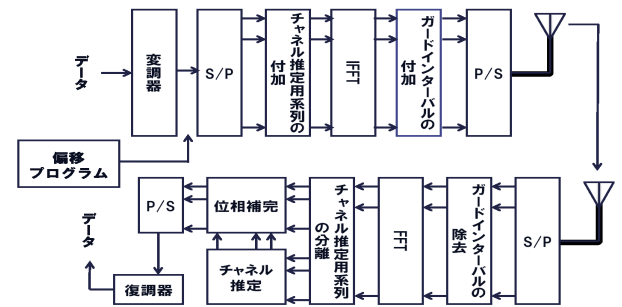 データ
変調器
S/P
チャネル推定用系列の
付加
IFFT
ガードインターバルの
付加
P/S
偏移
プログラム
P/S
位相補完
チャネル推定用系列
の分離
FFT
ガードインターバルの
除去
S/P
データ
チャネル
推定
復調器